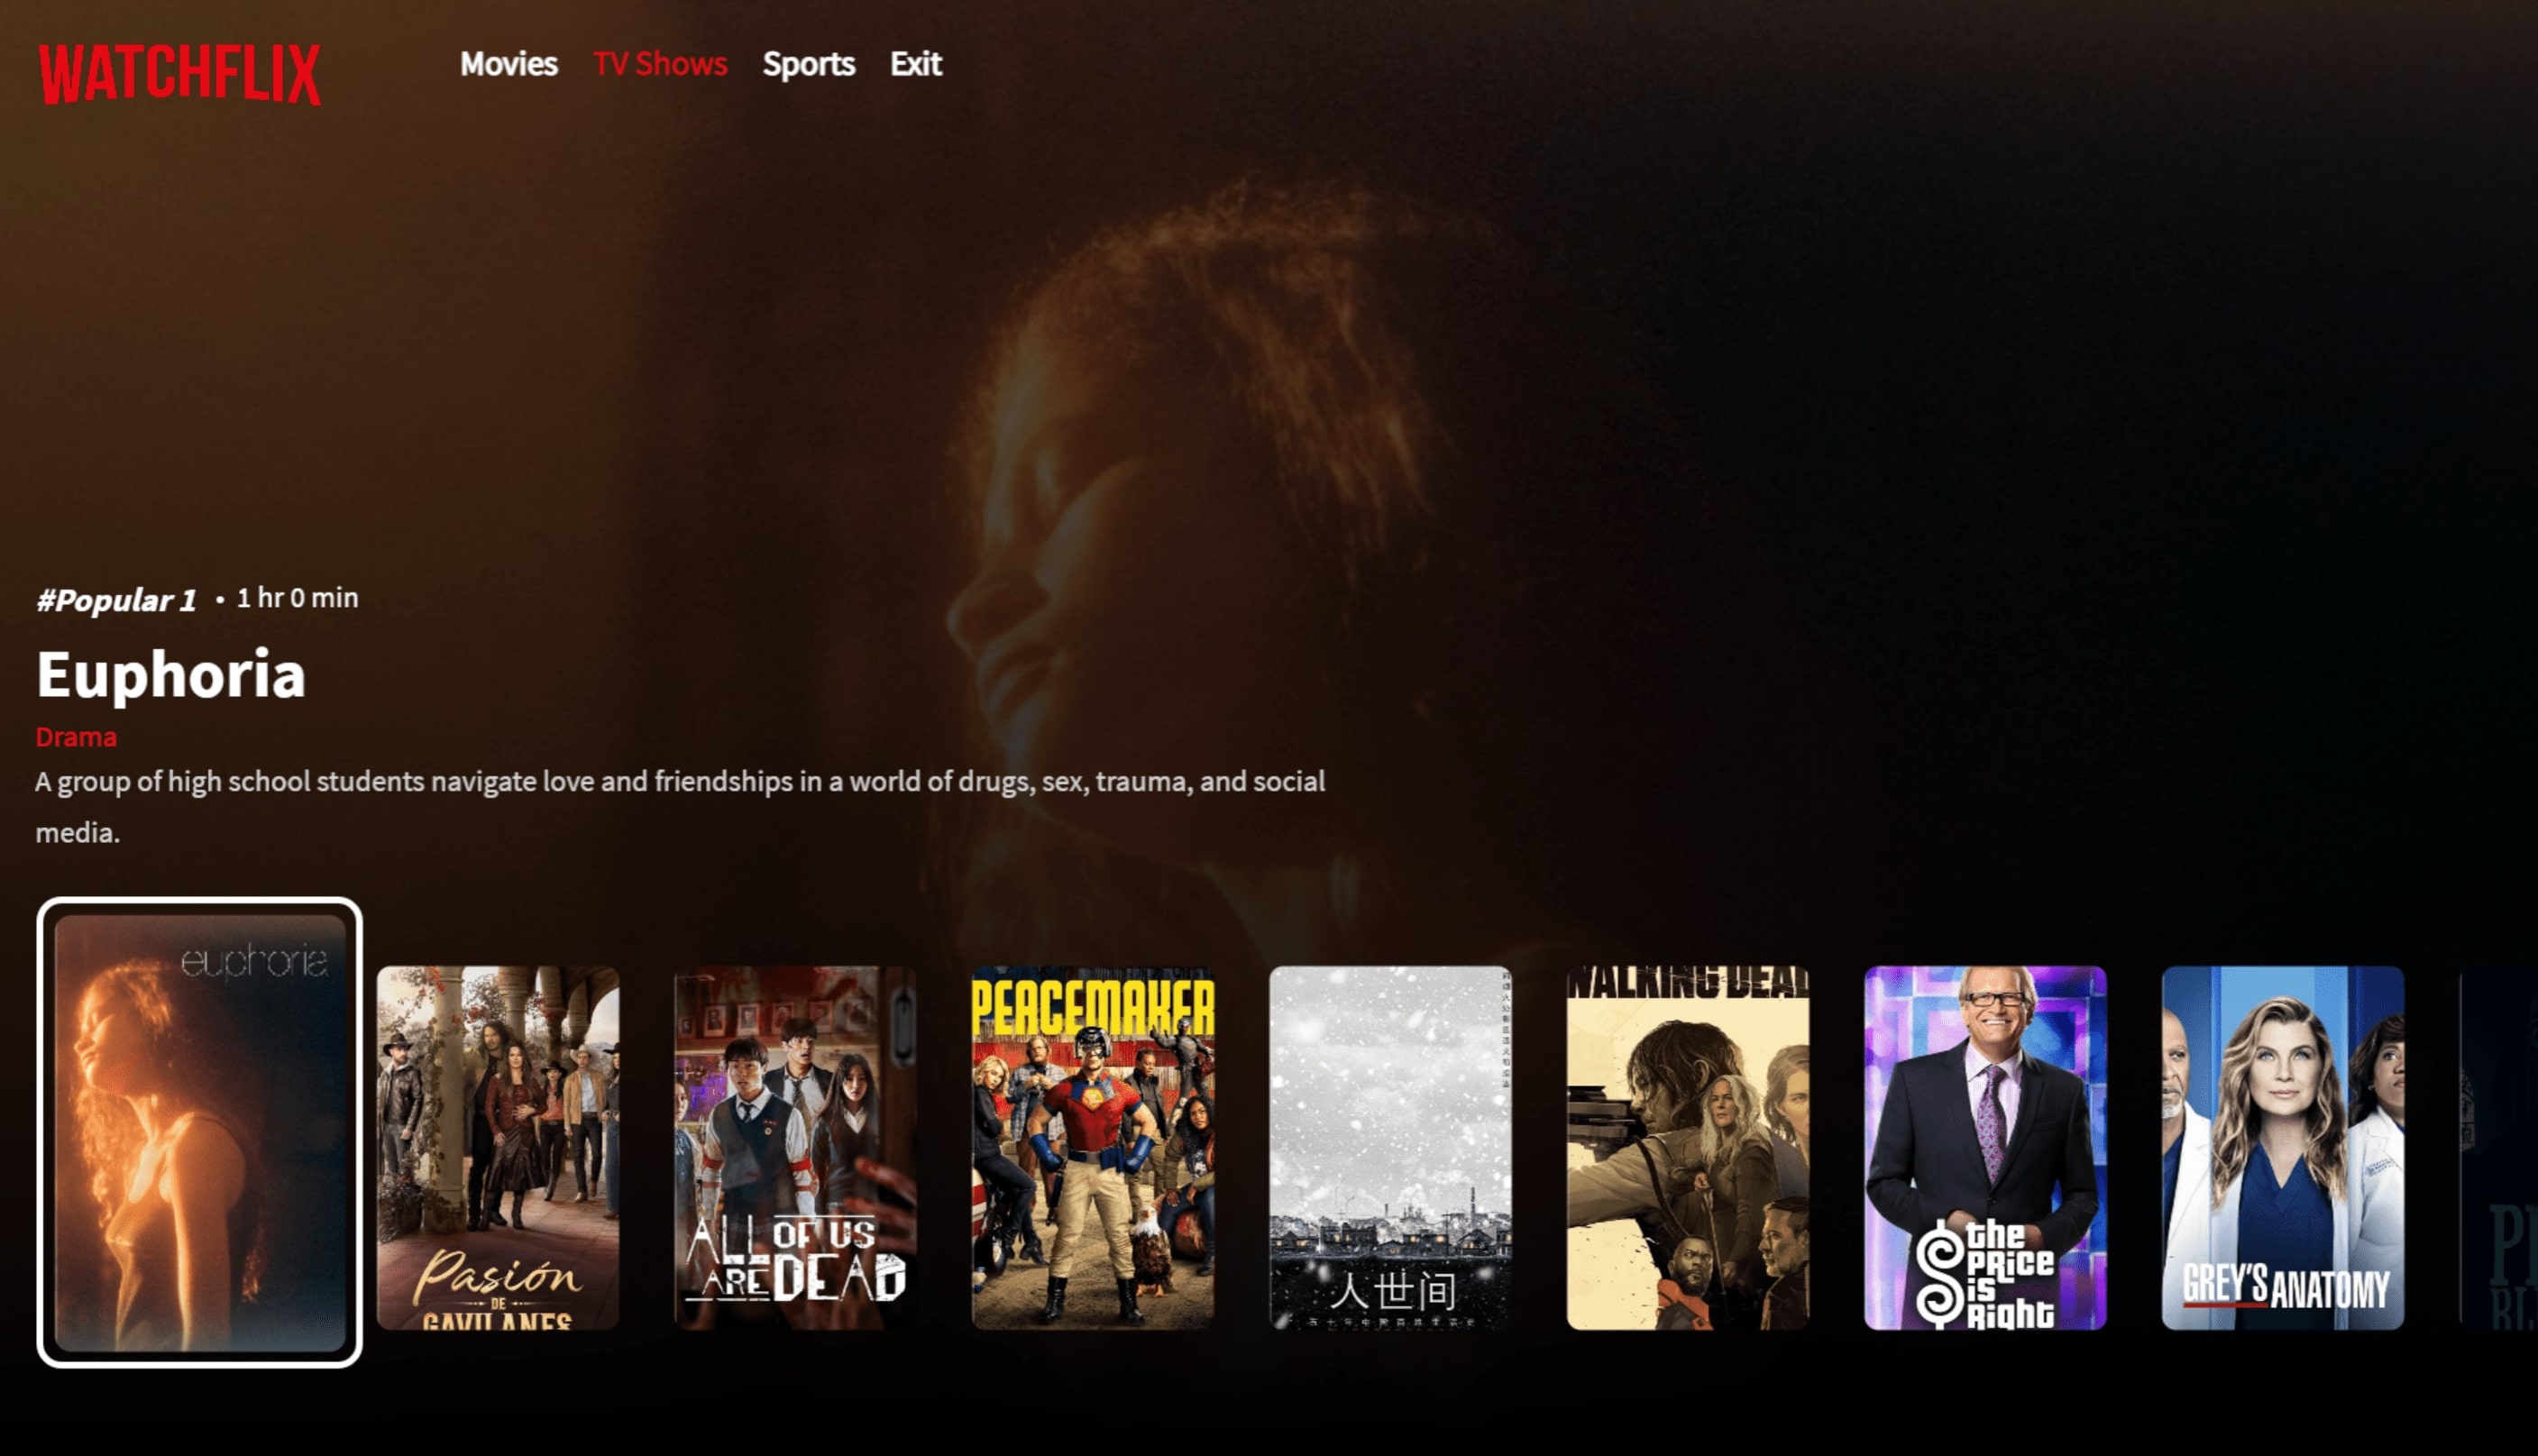 WATCHFLIX
Movies TV Shows Sports Exit
#Popular 1 • 1 hr 0 min
Euphoria
Drama
A group of high school students navigate love and friendships in a world of drugs, sex, trauma, and social
media.
euphoria
Pasión
DE
GAVILANES
ALL OF US
ARE DEAD
PEACEMAKER
人世间
WALKING DEAD
the
PRICE
is
Right
GREY'S ANATOMY